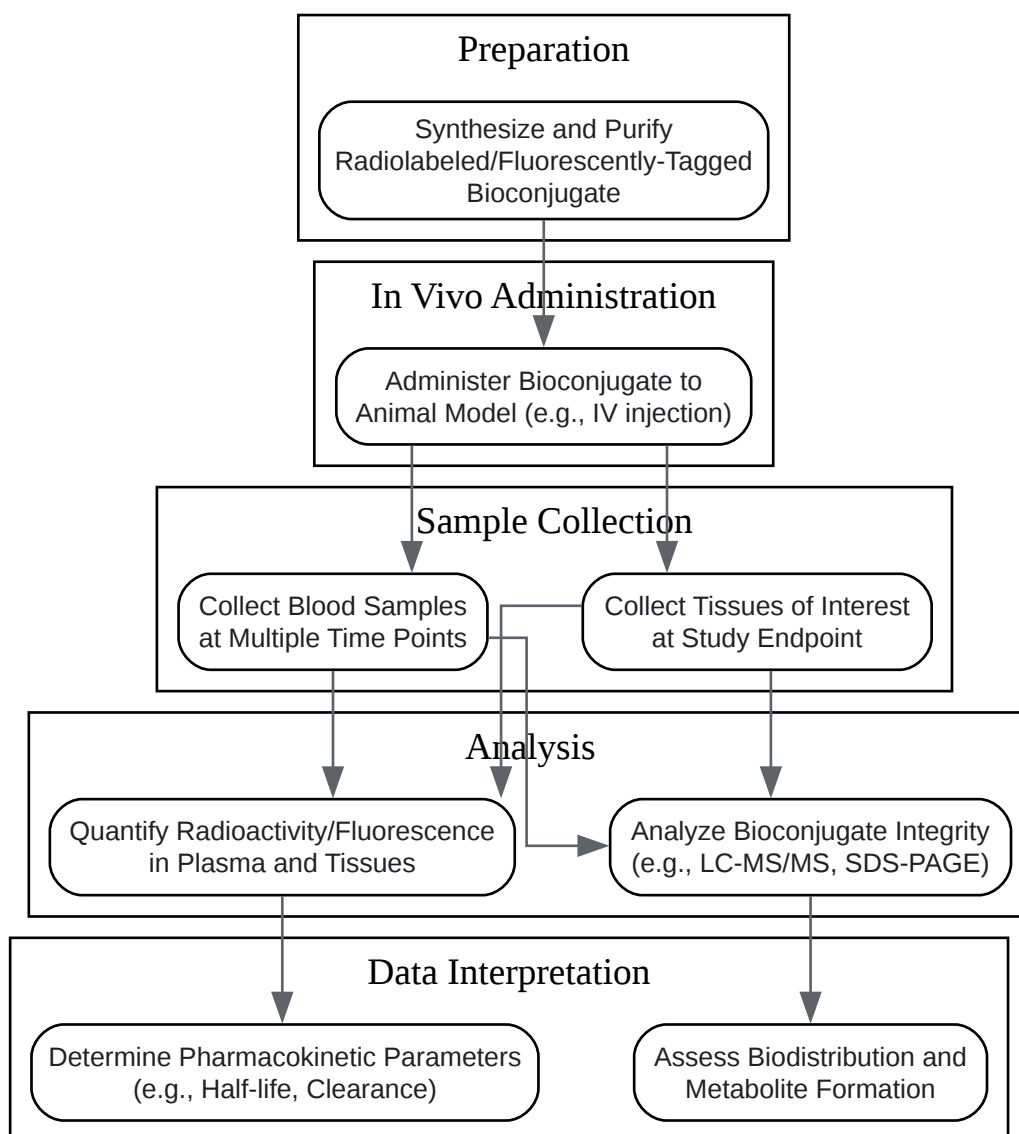 Preparation
Synthesize and Purify
Radiolabeled/Fluorescently-Tagged
Bioconjugate
In Vivo Administration
Administer Bioconjugate to
Animal Model (e.g., IV injection)
Sample Collection
Collect Blood Samples
at Multiple Time Points
Collect Tissues of Interest
at Study Endpoint
Analysis
Quantify Radioactivity/Fluorescence
in Plasma and Tissues
Analyze Bioconjugate Integrity
(e.g., LC-MS/MS, SDS-PAGE)
Data Interpretation
Determine Pharmacokinetic Parameters
(e.g., Half-life, Clearance)
Assess Biodistribution and
Metabolite Formation